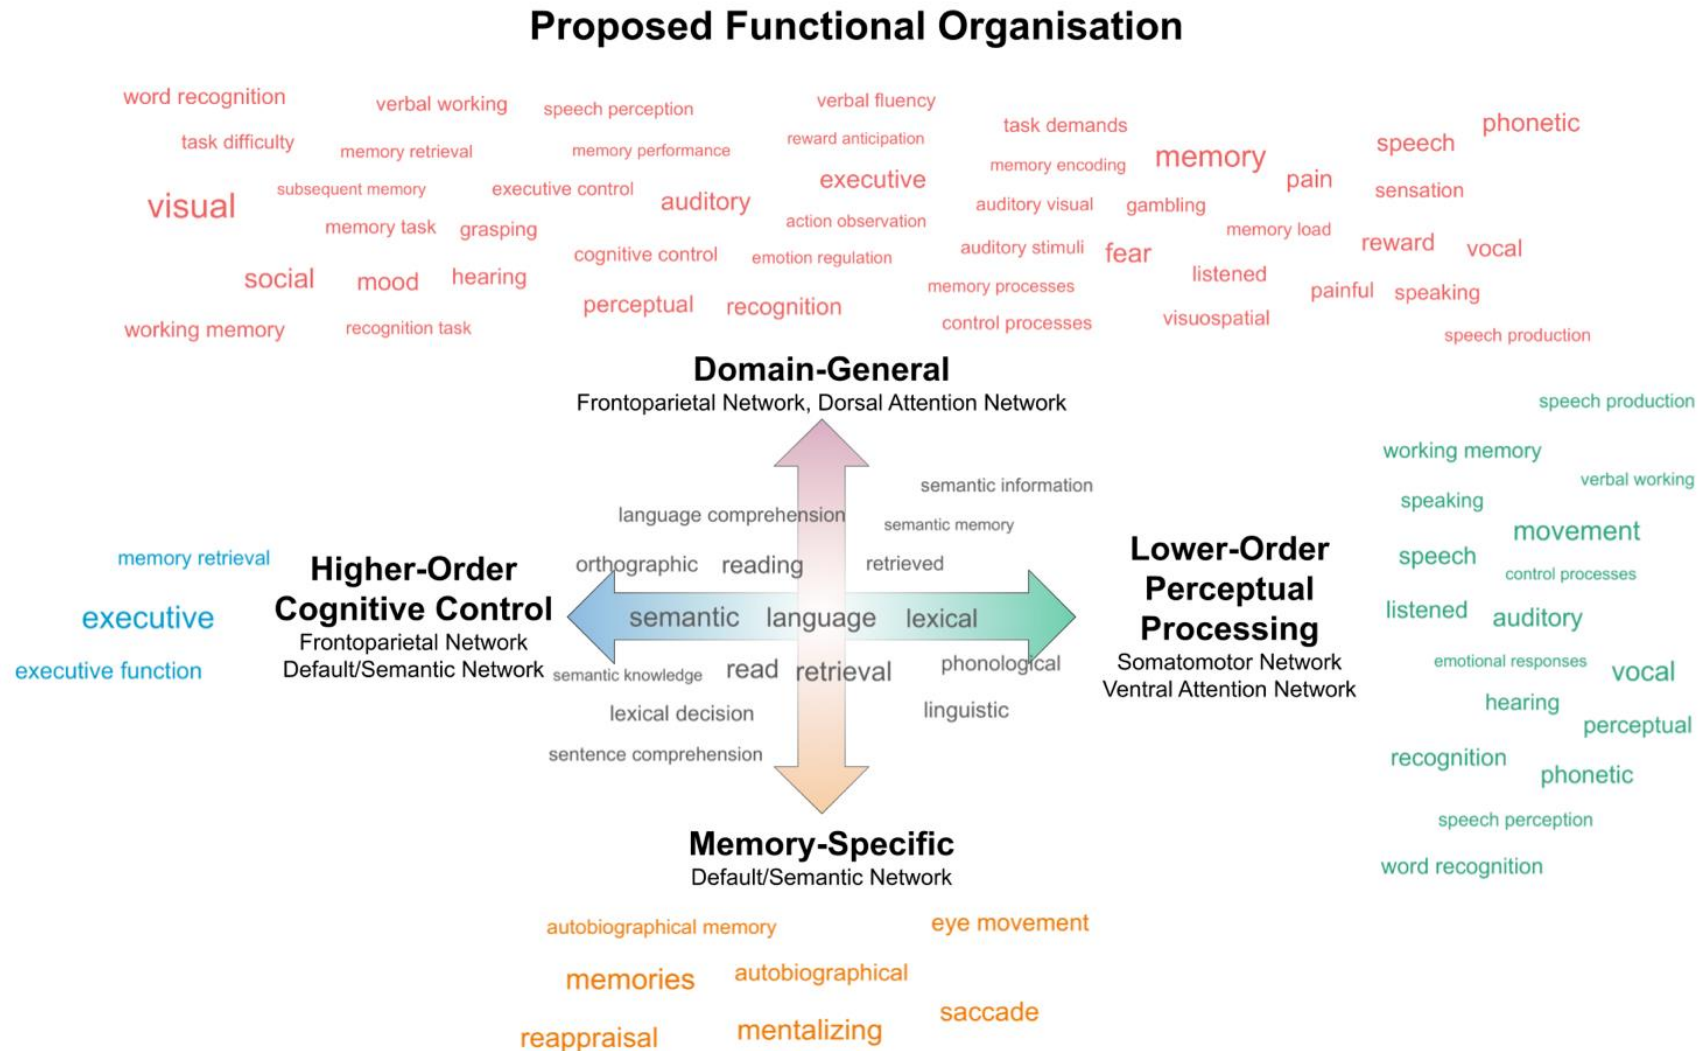 Proposed Functional Organisation
word recognition
verbal working
speech perception
verbal fluency
task demands
phonetic
task difficulty
memory retrieval
memory performance
reward anticipation
memory encoding
memory
speech
visual
subsequent memory
executive control
auditory
executive
auditory visual
gambling
pain
sensation
memory task
grasping
action observation
memory load
reward
vocal
cognitive control
emotion regulation
auditory stimuli
fear
listened
social
mood
hearing
perceptual
recognition
memory processes
painful
speaking
working memory
recognition task
control processes
visuospatial
speech production
Domain-General
Frontoparietal Network, Dorsal Attention Network
memory retrieval
executive
executive function
Higher-Order
Cognitive Control
Frontoparietal Network
Default/Semantic Network
semantic information
language comprehension
semantic memory
orthographic
reading
retrieved
semantic
language
lexical
semantic knowledge
read
retrieval
phonological
lexical decision
linguistic
sentence comprehension
Lower-Order
Perceptual
Processing
Somatomotor Network
Ventral Attention Network
speech production
working memory
verbal working
speaking
movement
speech
control processes
listened
auditory
emotional responses
vocal
hearing
perceptual
recognition
phonetic
speech perception
word recognition
Memory-Specific
Default/Semantic Network
autobiographical memory
eye movement
memories
autobiographical
saccade
reappraisal
mentalizing